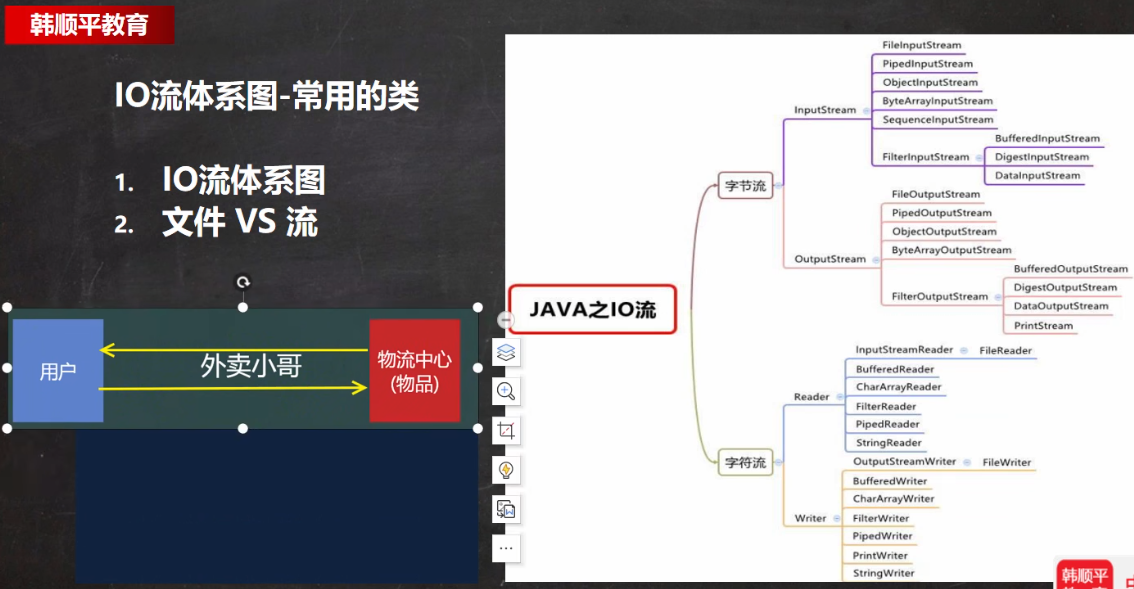 韩顺平教育
IO流体系图-常用的类
1. IO流体系图
2. 文件 VS 流
用户
外卖小哥
物流中心
(物品)
JAVA之IO流
字节流
InputStream
FileInputStream
PipedInputStream
ObjectInputStream
ByteArrayInputStream
SequenceInputStream
FilterInputStream
BufferedInputStream
DigestInputStream
DataInputStream
OutputStream
FileOutputStream
PipedOutputStream
ObjectOutputStream
ByteArrayOutputStream
FilterOutputStream
BufferedOutputStream
DigestOutputStream
DataOutputStream
PrintStream
字符流
Reader
InputStreamReader
FileReader
BufferedReader
CharArrayReader
FilterReader
PipedReader
StringReader
Writer
OutputStreamWriter
FileWriter
BufferedWriter
CharArrayWriter
FilterWriter
PipedWriter
PrintWriter
StringWriter
韩顺平